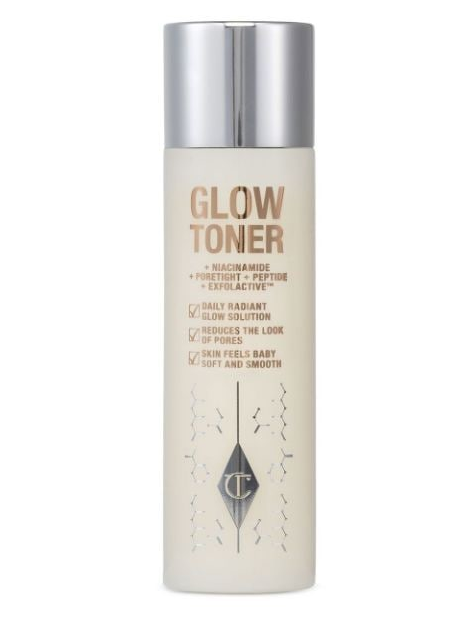 GLOW
TONER
+ NIACINAMIDE
+ PORETIGHT + PEPTIDE
+ EXFOLACTIVE™
DAILY RADIANT
GLOW SOLUTION
REDUCES THE LOOK
OF PORES
SKIN FEELS BABY
SOFT AND SMOOTH
CT